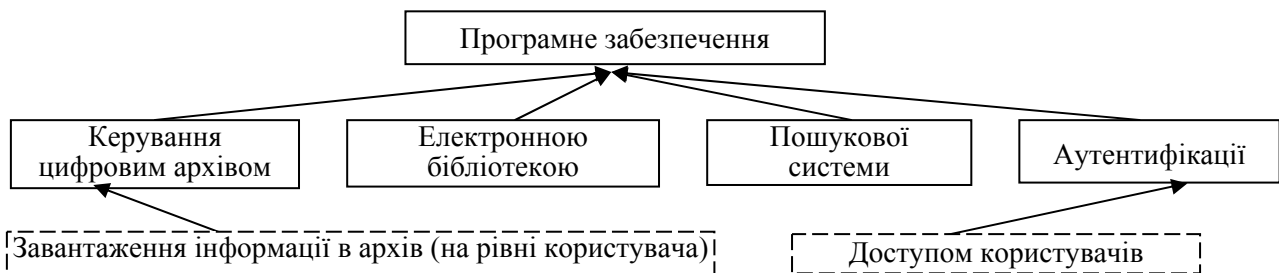 Програмне забезпечення
Керування
цифровим архівом
Електронною
бібліотекою
Пошукової
системи
Аутентифікації
Завантаження інформації в архів (на рівні користувача)
Доступом користувачів